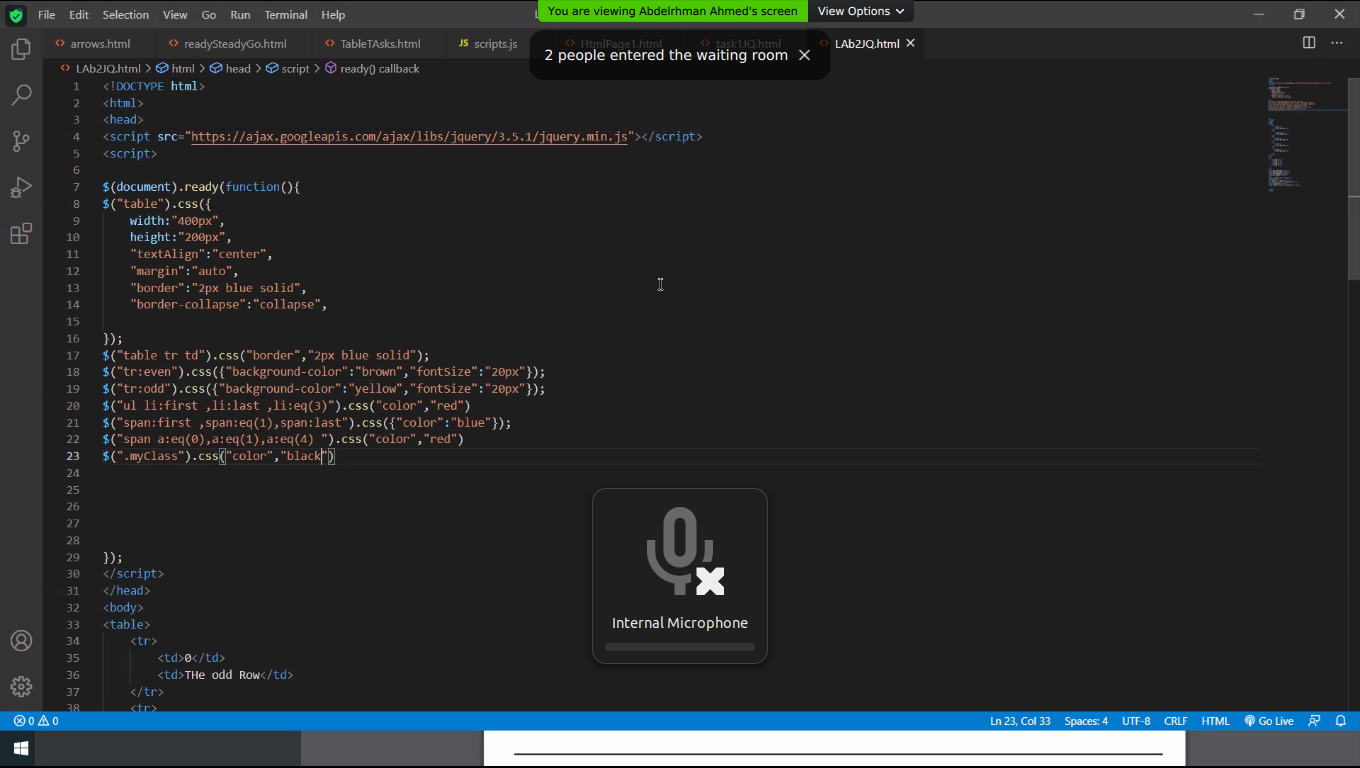 File Edit Selection View Go Run Terminal Help
You are viewing Abdelrhman Ahmed's screen View Options
arrows.html readySteadyGo.html TableTAsks.html JS scripts.js HtmlPage1.html task1JQ.html LAb2JQ.html
2 people entered the waiting room
LAb2JQ.html > html > head > script > ready() callback
1 <!DOCTYPE html>
2 <html>
3 <head>
4 <script src="https://ajax.googleapis.com/ajax/libs/jquery/3.5.1/jquery.min.js"></script>
5 <script>
6
7 $(document).ready(function(){
8 $("table").css({
9 width:"400px",
10 height:"200px",
11 "textAlign":"center",
12 "margin":"auto",
13 "border":"2px blue solid",
14 "border-collapse":"collapse",
15
16 });
17 $("table tr td").css("border","2px blue solid");
18 $("tr:even").css({"background-color":"brown","fontSize":"20px"});
19 $("tr:odd").css({"background-color":"yellow","fontSize":"20px"});
20 $("ul li:first ,li:last ,li:eq(3)").css("color","red")
21 $("span:first ,span:eq(1),span:last").css({"color":"blue"});
22 $("span a:eq(0),a:eq(1),a:eq(4) ").css("color","red")
23 $(".myClass").css("color","black")
24
25
26
27
28
29 });
30 </script>
31 </head>
32 <body>
33 <table>
34 <tr>
35 <td>0</td>
36 <td>THe odd Row</td>
37 </tr>
38 <tr>
Internal Microphone
0 0 Ln 23, Col 33 Spaces: 4 UTF-8 CRLF HTML Go Live